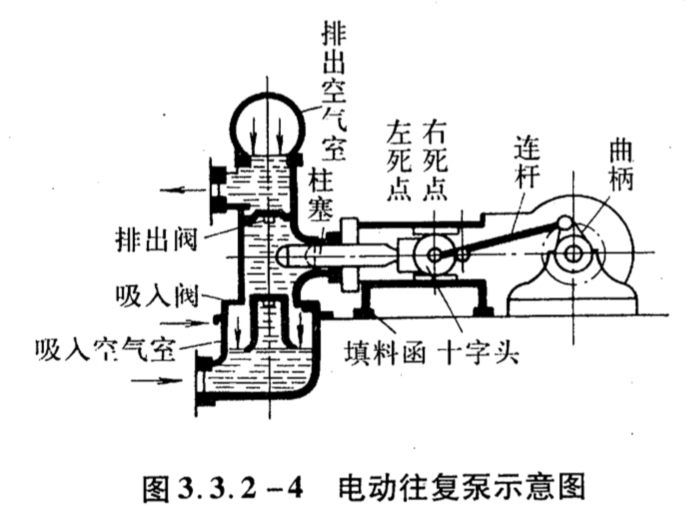 排出空气室
柱塞
左死点
右死点
连杆
曲柄
排出阀
吸入阀
吸入空气室
填料函 十字头
图3.3.2-4 电动往复泵示意图